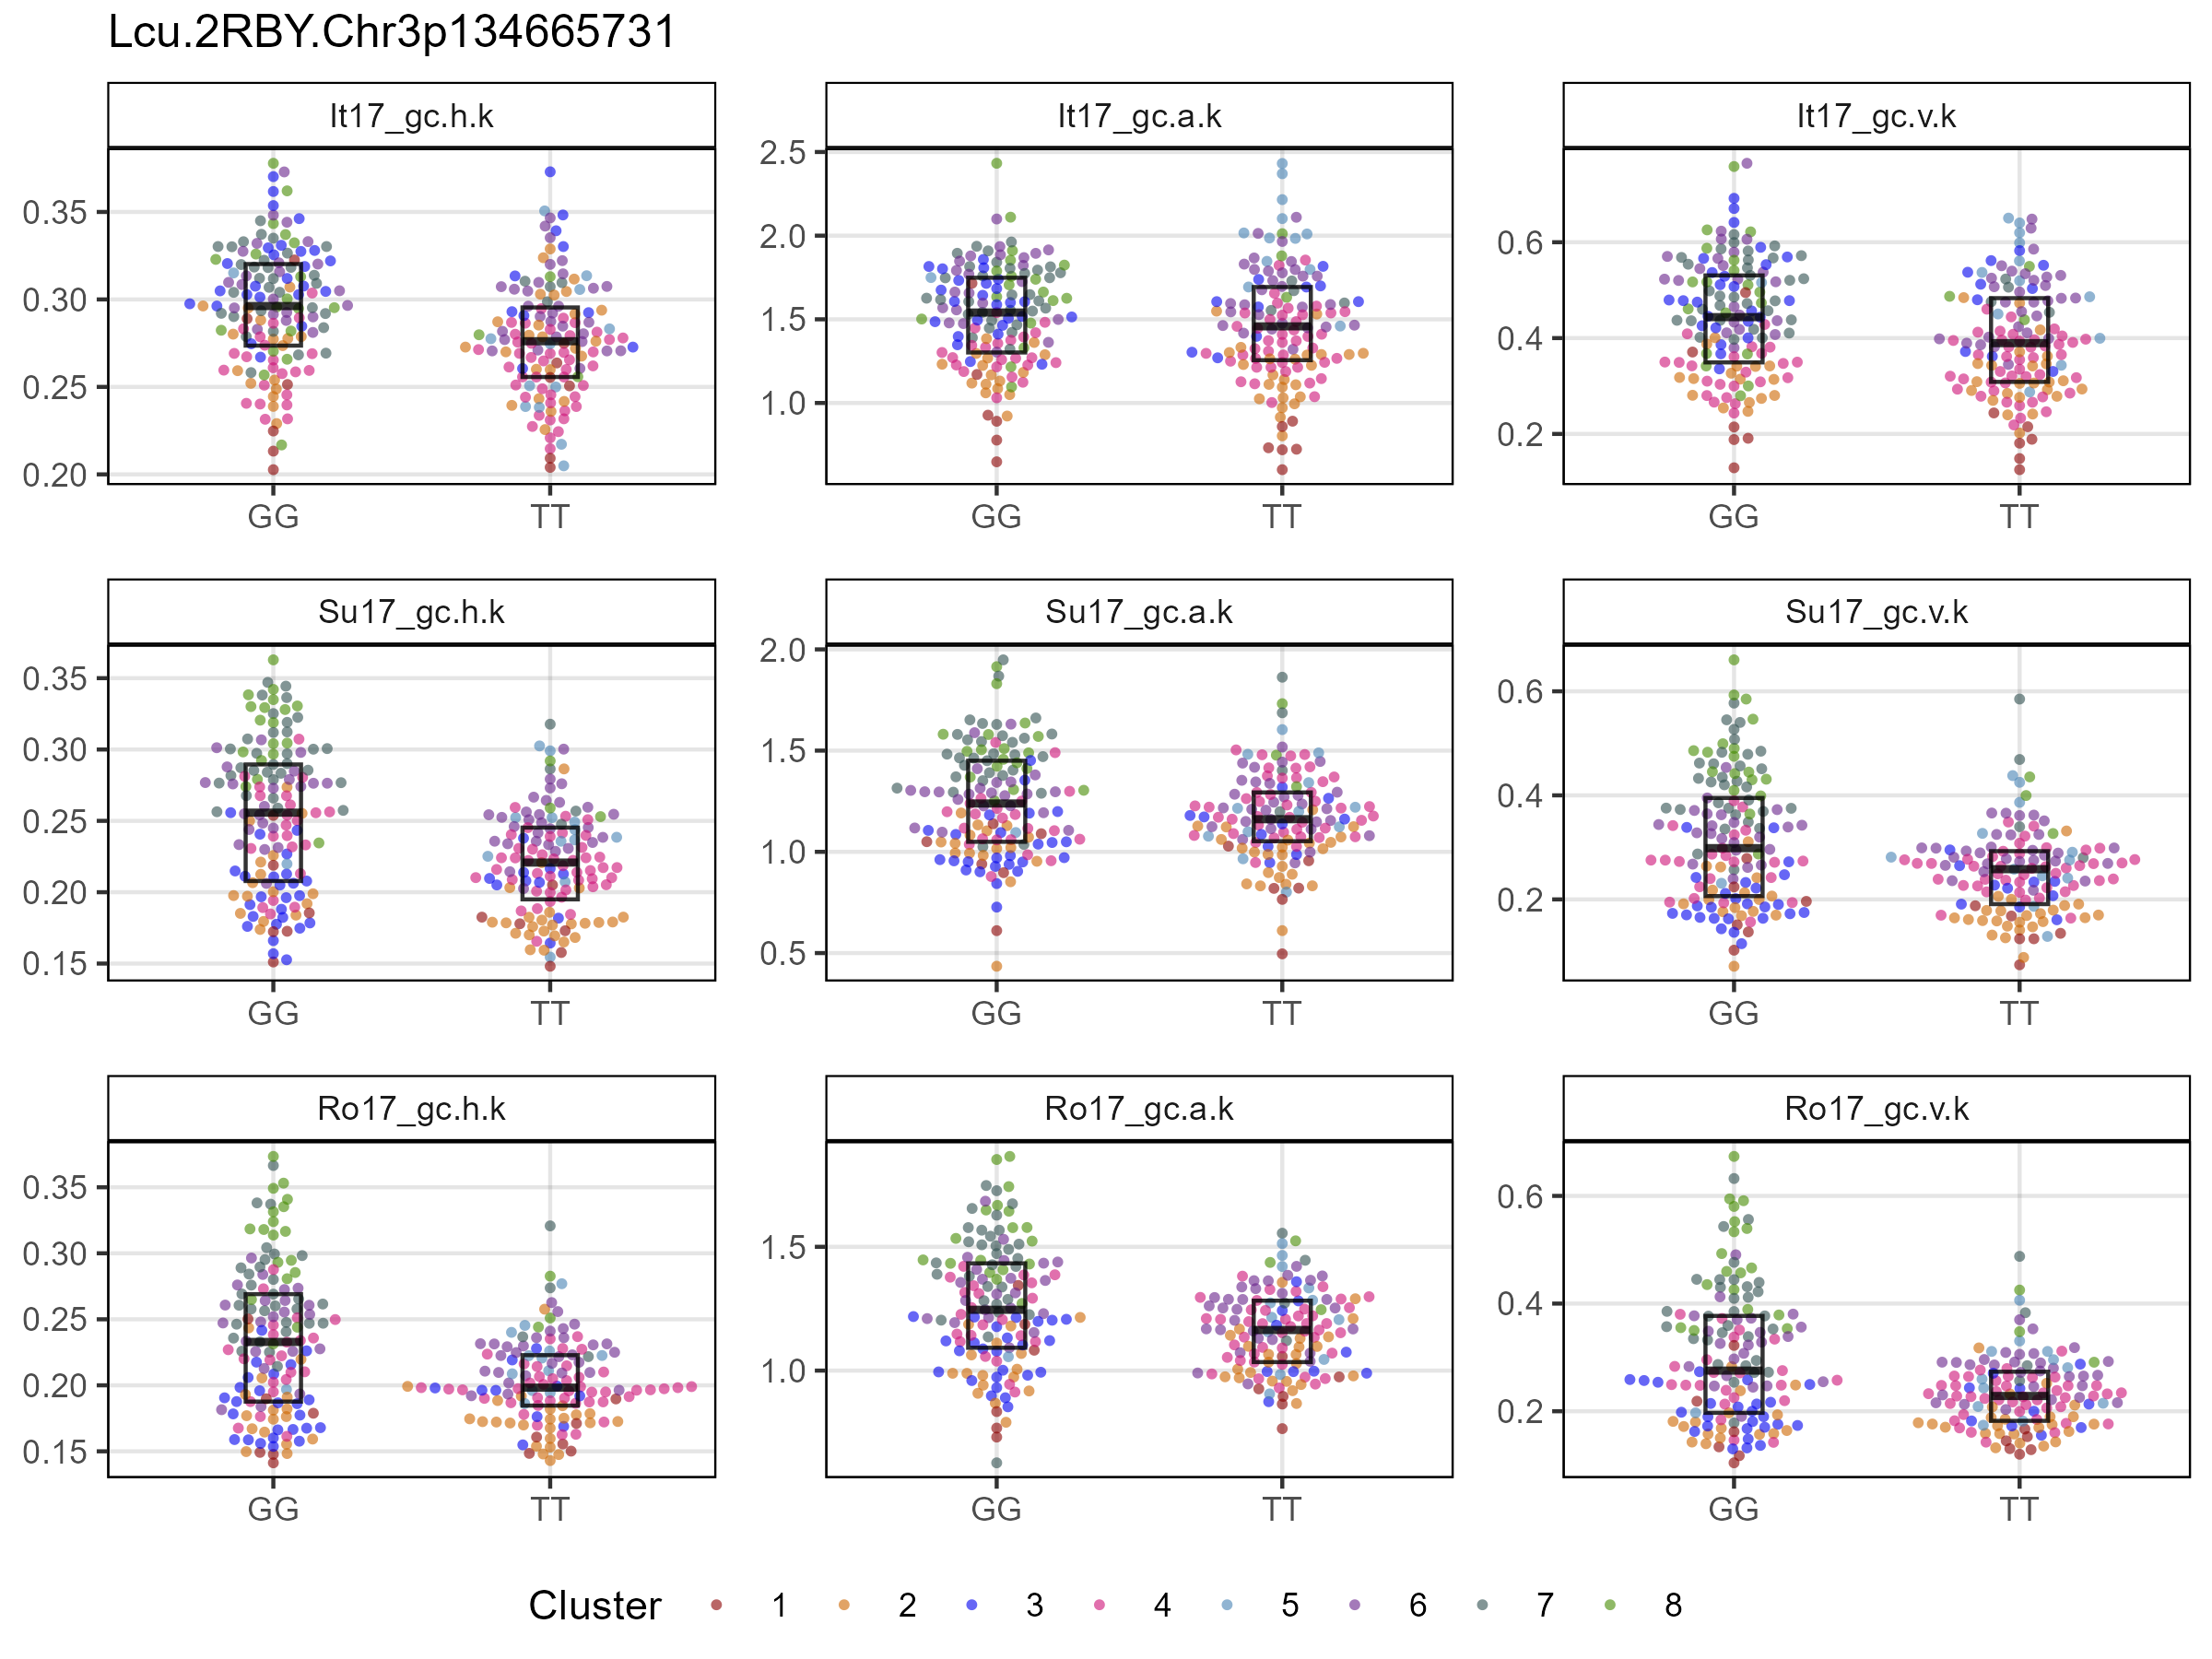 Lcu.2RBY.Chr3p134665731
It17_gc.h.k
It17_gc.a.k
It17_gc.v.k
0.35
0.30
0.25
0.20
2.5
2.0
1.5
1.0
0.6
0.4
0.2
GG TT
GG TT
GG TT
Su17_gc.h.k
Su17_gc.a.k
Su17_gc.v.k
0.35
0.30
0.25
0.20
0.15
2.0
1.5
1.0
0.5
0.6
0.4
0.2
GG TT
GG TT
GG TT
Ro17_gc.h.k
Ro17_gc.a.k
Ro17_gc.v.k
0.35
0.30
0.25
0.20
0.15
1.5
1.0
0.6
0.4
0.2
GG TT
GG TT
GG TT
Cluster 1 2 3 4 5 6 7 8